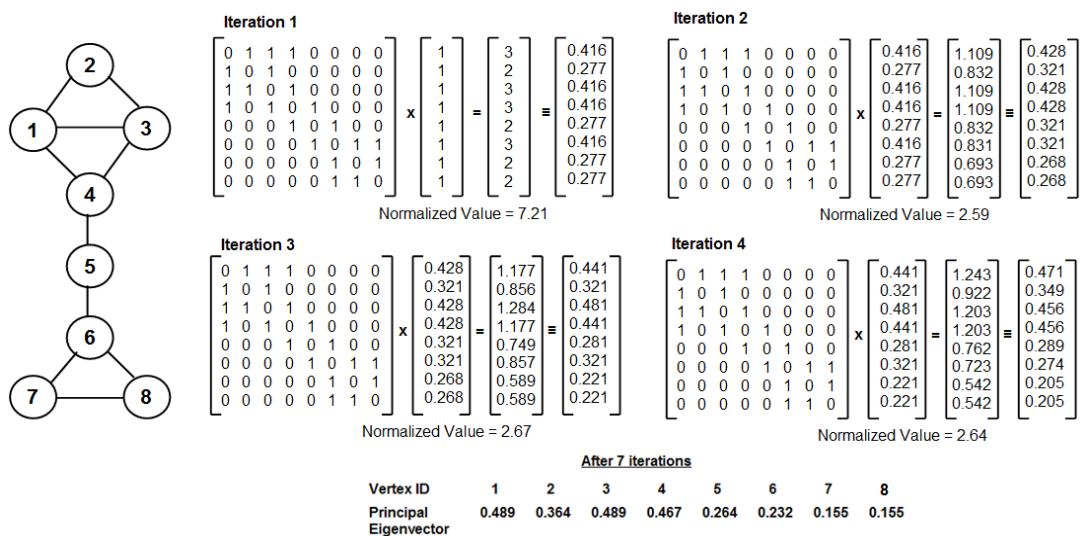 2
1 3
4
5
6
7 8
Iteration 1
0 1 1 1 0 0 0 0 1 3 0.416
1 0 1 0 0 0 0 0 1 2 0.277
1 1 0 1 0 0 0 0 1 3 0.416
1 0 1 0 1 0 0 0 x 1 = 3 ≡ 0.416
0 0 0 1 0 1 0 0 1 2 0.277
0 0 0 0 1 0 1 1 1 3 0.416
0 0 0 0 0 1 0 1 1 2 0.277
0 0 0 0 0 1 1 0 1 2 0.277
Normalized Value = 7.21
Iteration 2
0 1 1 1 0 0 0 0 0.416 1.109 0.428
1 0 1 0 0 0 0 0 0.277 0.832 0.321
1 1 0 1 0 0 0 0 0.416 1.109 0.428
1 0 1 0 1 0 0 0 x 0.416 = 1.109 ≡ 0.428
0 0 0 1 0 1 0 0 0.277 0.832 0.321
0 0 0 0 1 0 1 1 0.416 0.831 0.321
0 0 0 0 0 1 0 1 0.277 0.693 0.268
0 0 0 0 0 1 1 0 0.277 0.693 0.268
Normalized Value = 2.59
Iteration 3
0 1 1 1 0 0 0 0 0.428 1.177 0.441
1 0 1 0 0 0 0 0 0.321 0.856 0.321
1 1 0 1 0 0 0 0 0.428 1.284 0.481
1 0 1 0 1 0 0 0 x 0.428 = 1.177 ≡ 0.441
0 0 0 1 0 1 0 0 0.321 0.749 0.281
0 0 0 0 1 0 1 1 0.321 0.857 0.321
0 0 0 0 0 1 0 1 0.268 0.589 0.221
0 0 0 0 0 1 1 0 0.268 0.589 0.221
Normalized Value = 2.67
Iteration 4
0 1 1 1 0 0 0 0 0.441 1.243 0.471
1 0 1 0 0 0 0 0 0.321 0.922 0.349
1 1 0 1 0 0 0 0 0.481 1.203 0.456
1 0 1 0 1 0 0 0 x 0.441 = 1.203 ≡ 0.456
0 0 0 1 0 1 0 0 0.281 0.762 0.289
0 0 0 0 1 0 1 1 0.321 0.723 0.274
0 0 0 0 0 1 0 1 0.221 0.542 0.205
0 0 0 0 0 1 1 0 0.221 0.542 0.205
Normalized Value = 2.64
After 7 iterations
Vertex ID 1 2 3 4 5 6 7 8
Principal 0.489 0.364 0.489 0.467 0.264 0.232 0.155 0.155
Eigenvector